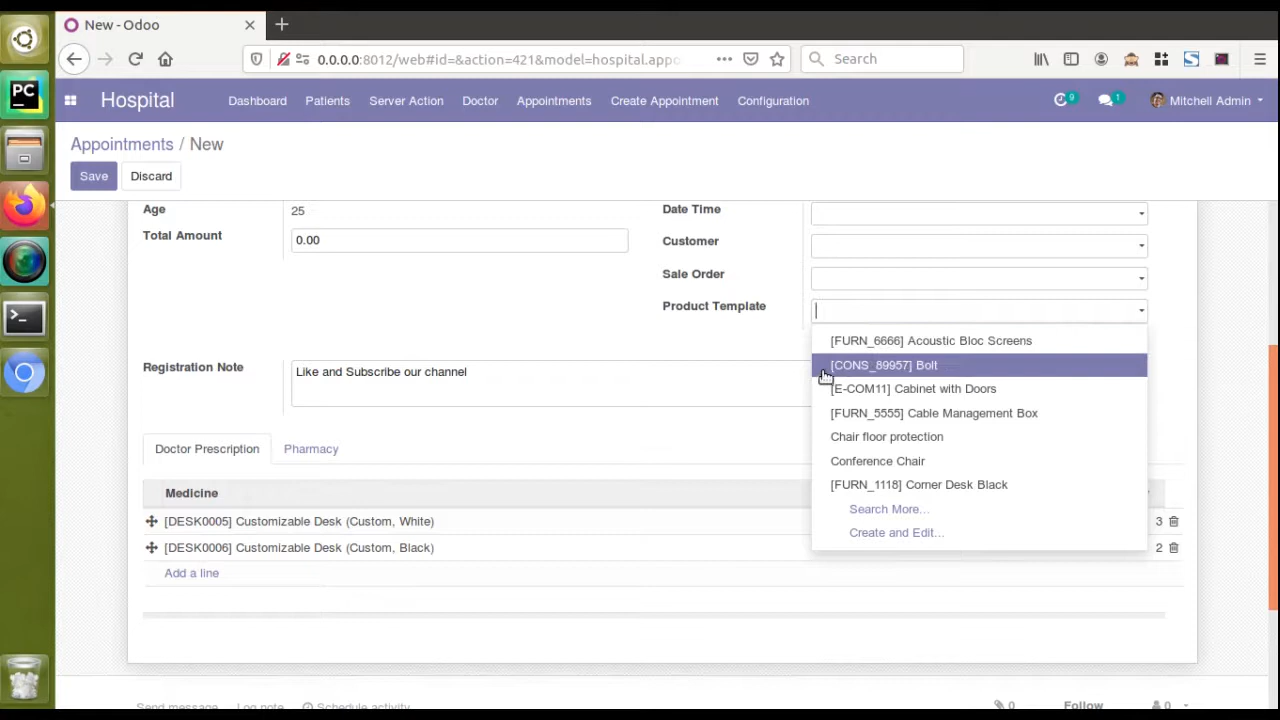 New - Odoo
0.0.0.0:8012/web#id=&action=421&model=hospital.appo
Search
PC
Hospital
Dashboard
Patients
Server Action
Doctor
Appointments
Create Appointment
Configuration
9
1
Mitchell Admin
Appointments / New
Save
Discard
Age
25
Total Amount
0.00
Date Time
Customer
Sale Order
Product Template
[FURN_6666] Acoustic Bloc Screens
[CONS_89957] Bolt
[E-COM11] Cabinet with Doors
[FURN_5555] Cable Management Box
Chair floor protection
Conference Chair
[FURN_1118] Corner Desk Black
Search More...
Create and Edit...
Registration Note
Like and Subscribe our channel
Doctor Prescription
Pharmacy
Medicine
[DESK0005] Customizable Desk (Custom, White)
3
[DESK0006] Customizable Desk (Custom, Black)
2
Add a line
Send message
Log note
Schedule activity
0
Follow
0